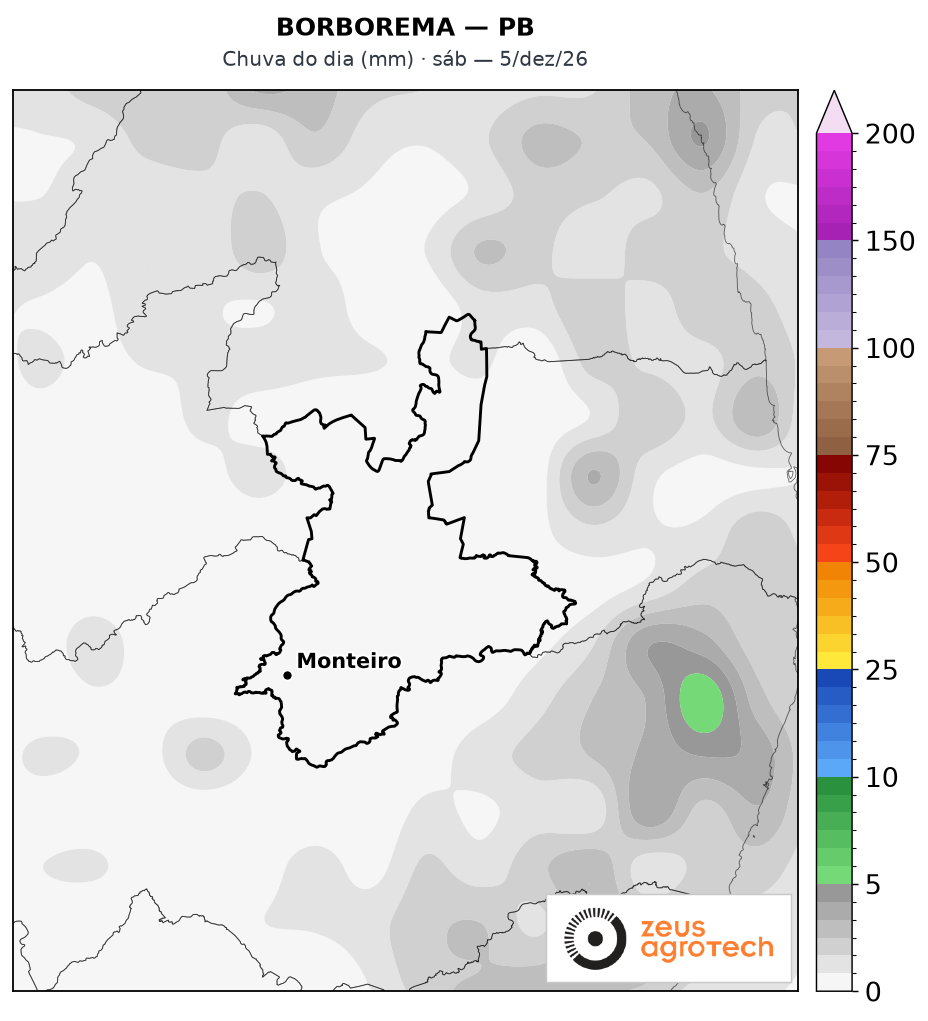 BORBOREMA — PB
Chuva do dia (mm) · sáb — 5/dez/26
200
150
100
75
50
25
10
5
0
Monteiro
zeus
agrotech